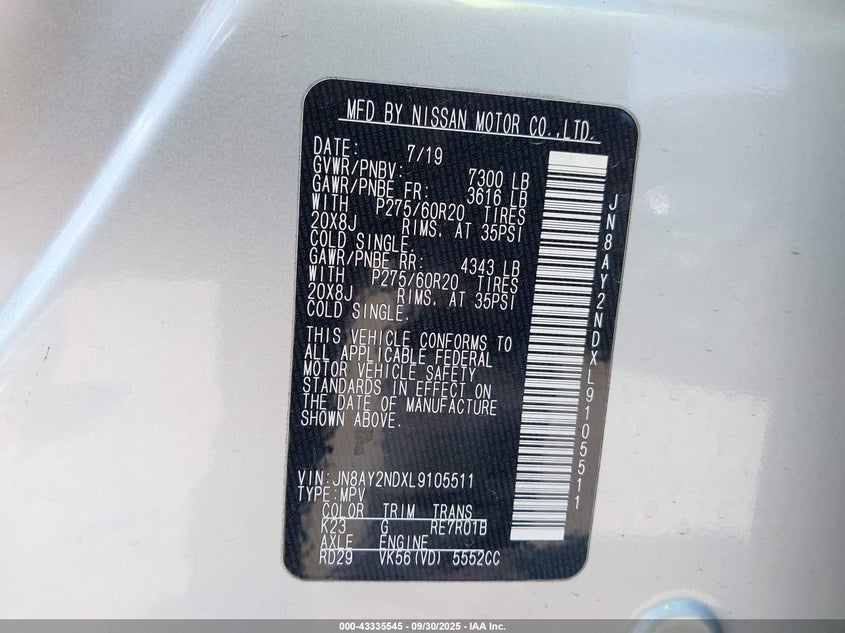 MFD BY NISSAN MOTOR CO.,LTD.
DATE: 7/19
GVWR/PNBV: 7300 LB
GAWR/PNBE FR: 3616 LB
WITH P275/60R20 TIRES
20X8J RIMS. AT 35PSI
COLD SINGLE.
GAWR/PNBE RR: 4343 LB
WITH P275/60R20 TIRES
20X8J RIMS. AT 35PSI
COLD SINGLE.
THIS VEHICLE CONFORMS TO
ALL APPLICABLE FEDERAL
MOTOR VEHICLE SAFETY
STANDARDS IN EFFECT ON
THE DATE OF MANUFACTURE
SHOWN ABOVE.
VIN:JN8AY2NDXL9105511
TYPE:MPV
COLOR TRIM TRANS
K23 G RE7R01B
AXLE ENGINE
RD29 VK56(VD) 5552CC
JN8AY2NDXL9105511
000-43335545 - 09/30/2025 - IAA Inc.